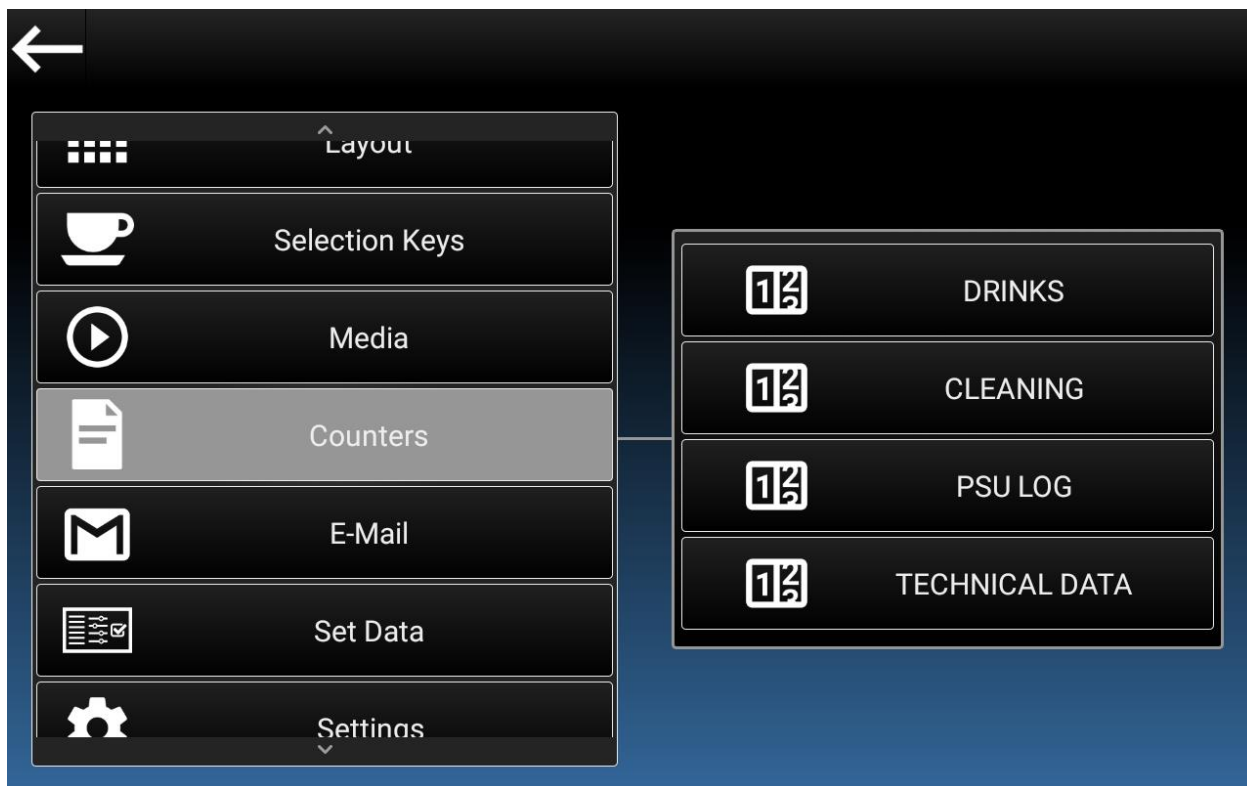 Layout
Selection Keys
Media
Counters
E-Mail
Set Data
Settings
DRINKS
CLEANING
PSU LOG
TECHNICAL DATA